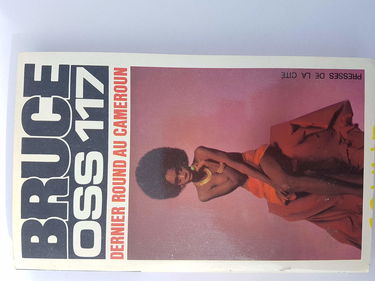 BRUCE
OSS 117
DERNIER ROUND AU CAMEROUN
PRESSES DE LA CITÉ